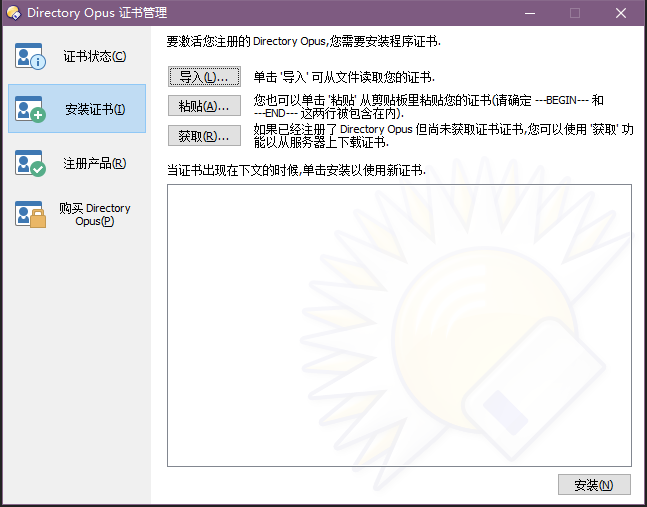 Directory Opus 证书管理
证书状态(C)
安装证书(I)
注册产品(R)
购买 Directory
Opus(P)
要激活您注册的 Directory Opus,您需要安装程序证书.
导入(L)...
单击 '导入' 可从文件读取您的证书.
粘贴(A)...
您也可以单击 '粘贴' 从剪贴板里粘贴您的证书(请确定 ---BEGIN--- 和
---END--- 这两行被包含在内).
获取(R)...
如果已经注册了 Directory Opus 但尚未获取证书证书,您可以使用 '获取' 功
能以从服务器上下载证书.
当证书出现在下文的时候,单击安装以使用新证书.
安装(N)